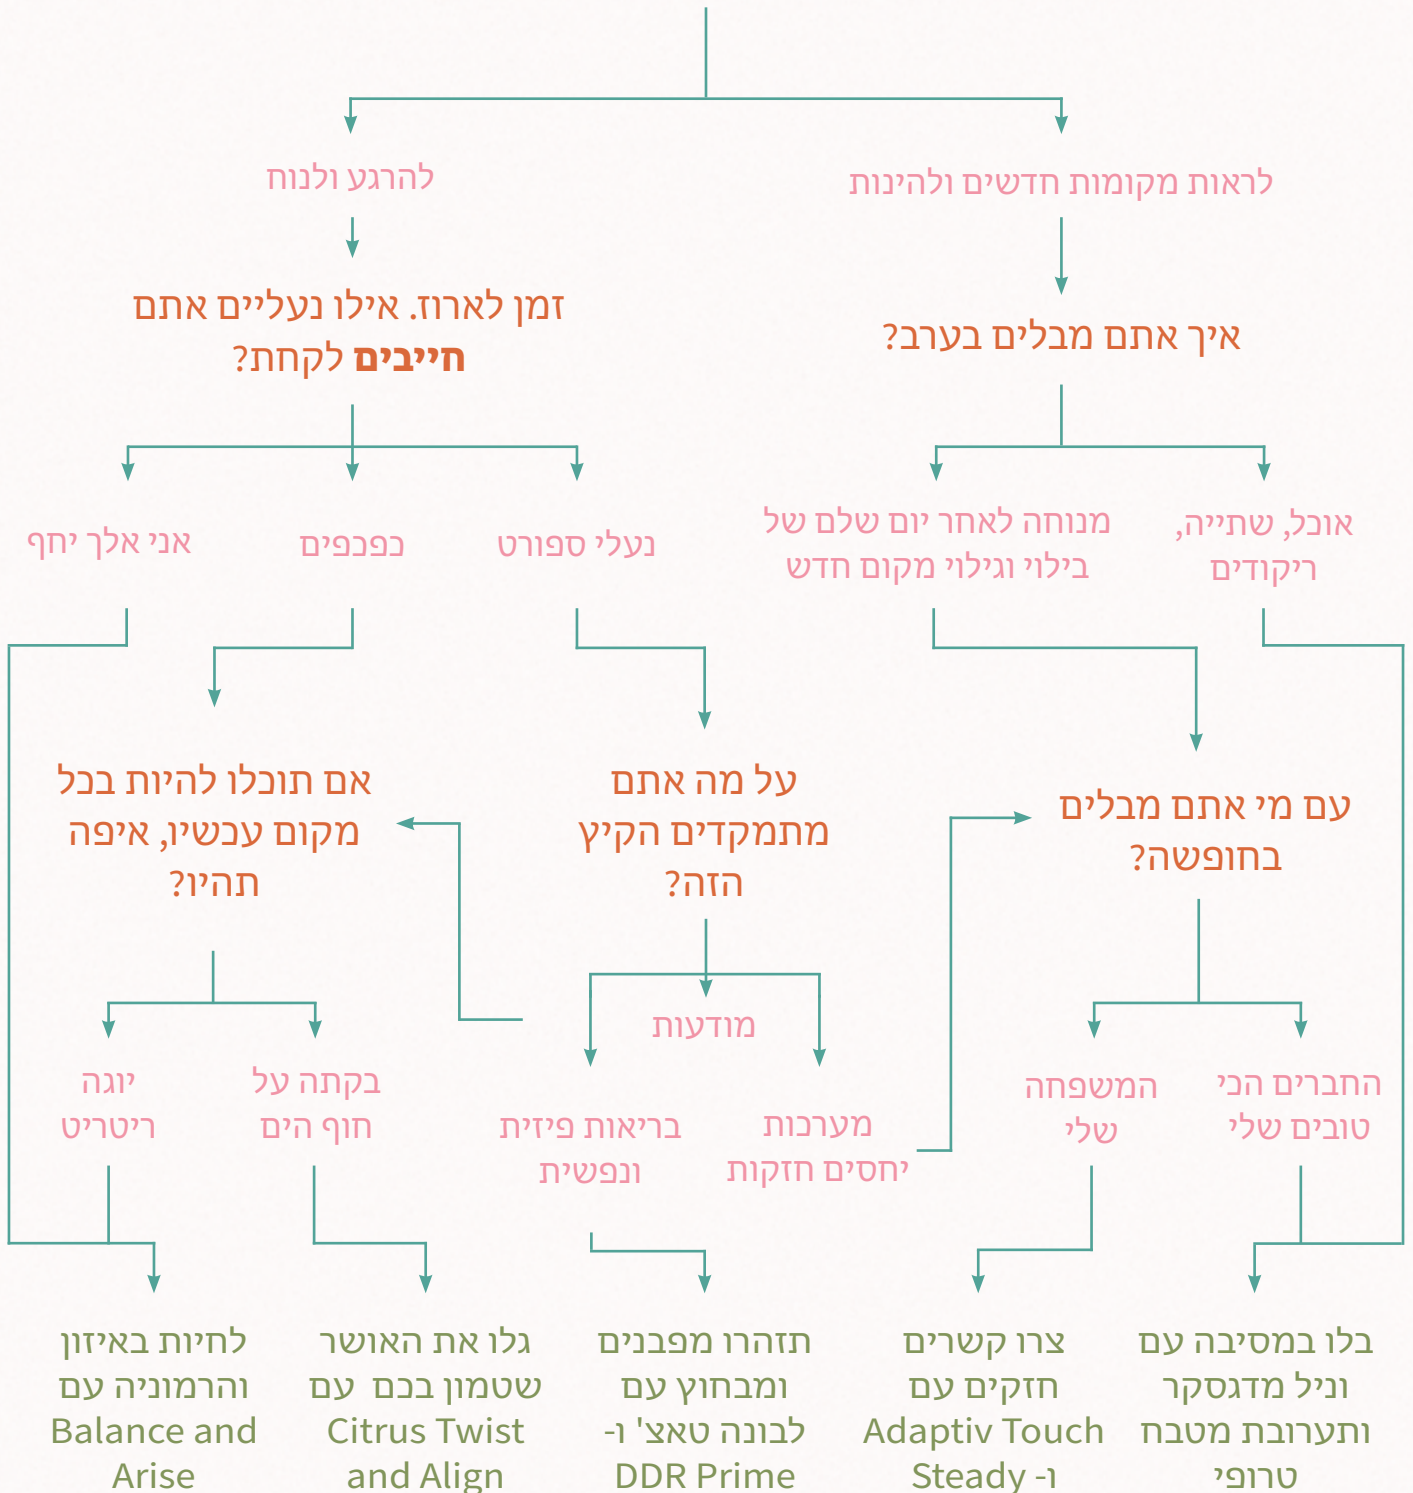 לראות מקומות חדשים ולהינות
להרגע ולנוח
איך אתם מבלים בערב?
זמן לארוז. אילו נעליים אתם
חייבים לקחת?
אוכל, שתייה,
ריקודים
מנוחה לאחר יום שלם של
בילוי וגילוי מקום חדש
נעלי ספורט
כפכפים
אני אלך יחף
עם מי אתם מבלים
בחופשה?
על מה אתם
מתמקדים הקיץ
הזה?
אם תוכלו להיות בכל
מקום עכשיו, איפה
תהיו?
החברים הכי
טובים שלי
המשפחה
שלי
מודעות
מערכות
יחסים חזקות
בריאות פיזית
ונפשית
בקתה על
חוף הים
יוגה
ריטריט
בלו במסיבה עם
וניל מדגסקר
ותערובת מטבח
טרופי
צרו קשרים
חזקים עם
Adaptiv Touch
ו- Steady
תזהרו מפבנים
ומבחוץ עם
לבונה טאצ' ו-
DDR Prime
גלו את האושר
שטמון בכם עם
Citrus Twist
and Align
לחיות באיזון
והרמוניה עם
Balance and
Arise